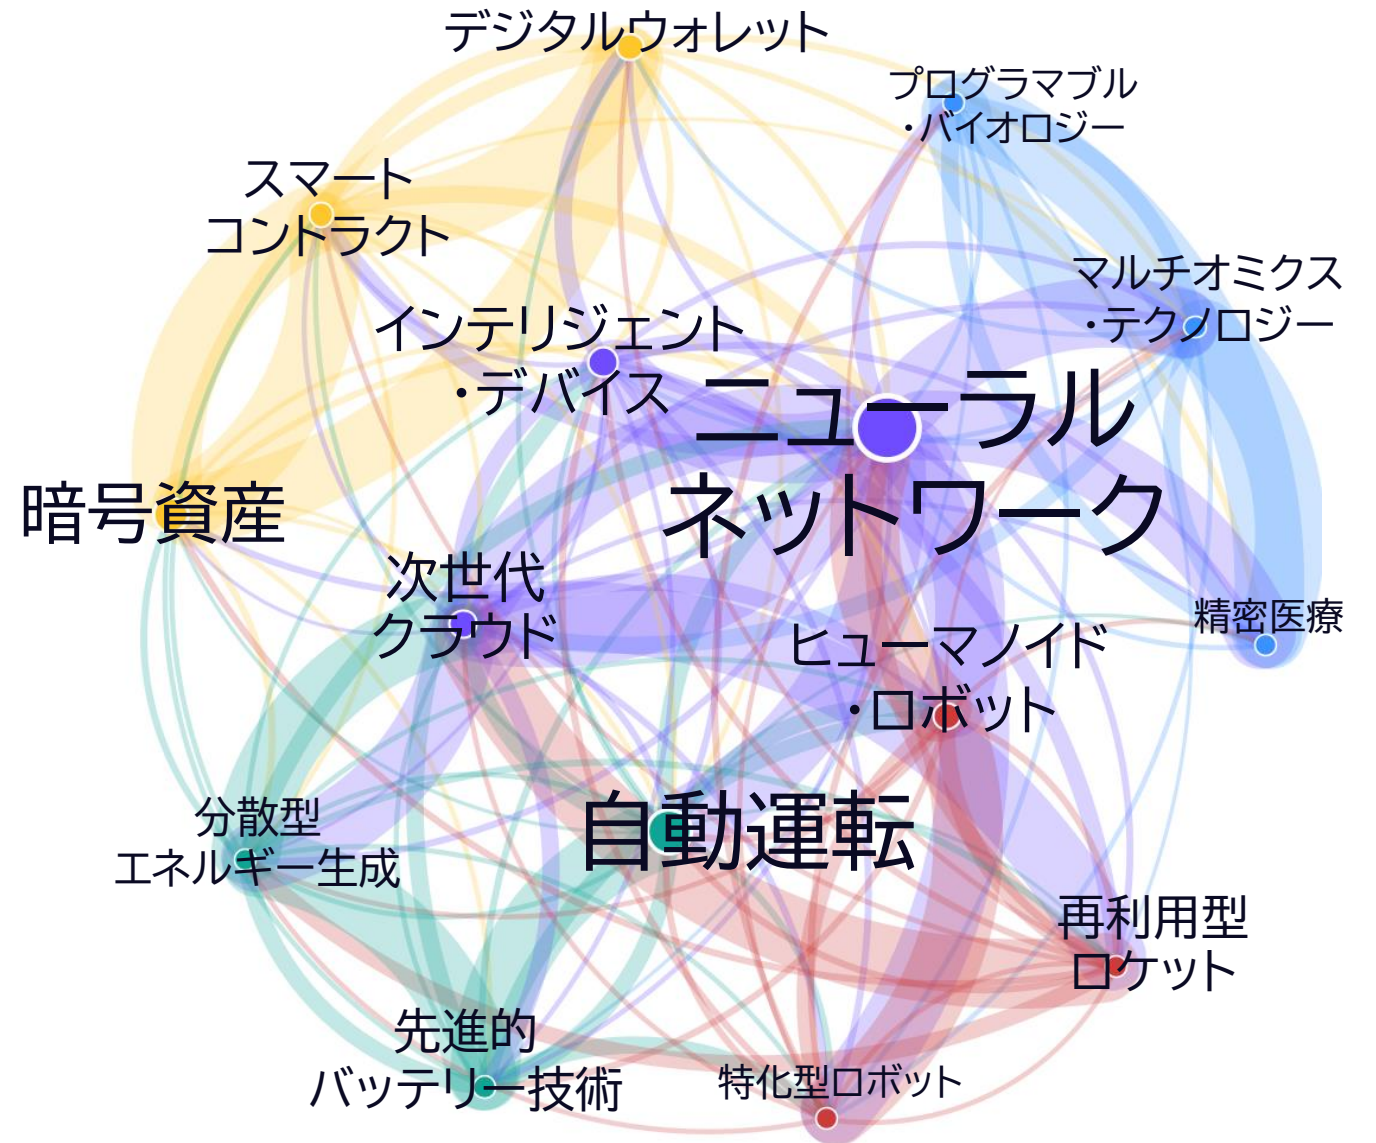 デジタルウォレット
プログラマブル
・バイオロジー
スマート
コントラクト
マルチオミクス
・テクノロジー
インテリジェント
・デバイス
ニューラル
ネットワーク
暗号資産
次世代
クラウド
精密医療
ヒューマノイド
・ロボット
自動運転
分散型
エネルギー生成
再利用型
ロケット
先進的
バッテリー技術
特化型ロボット